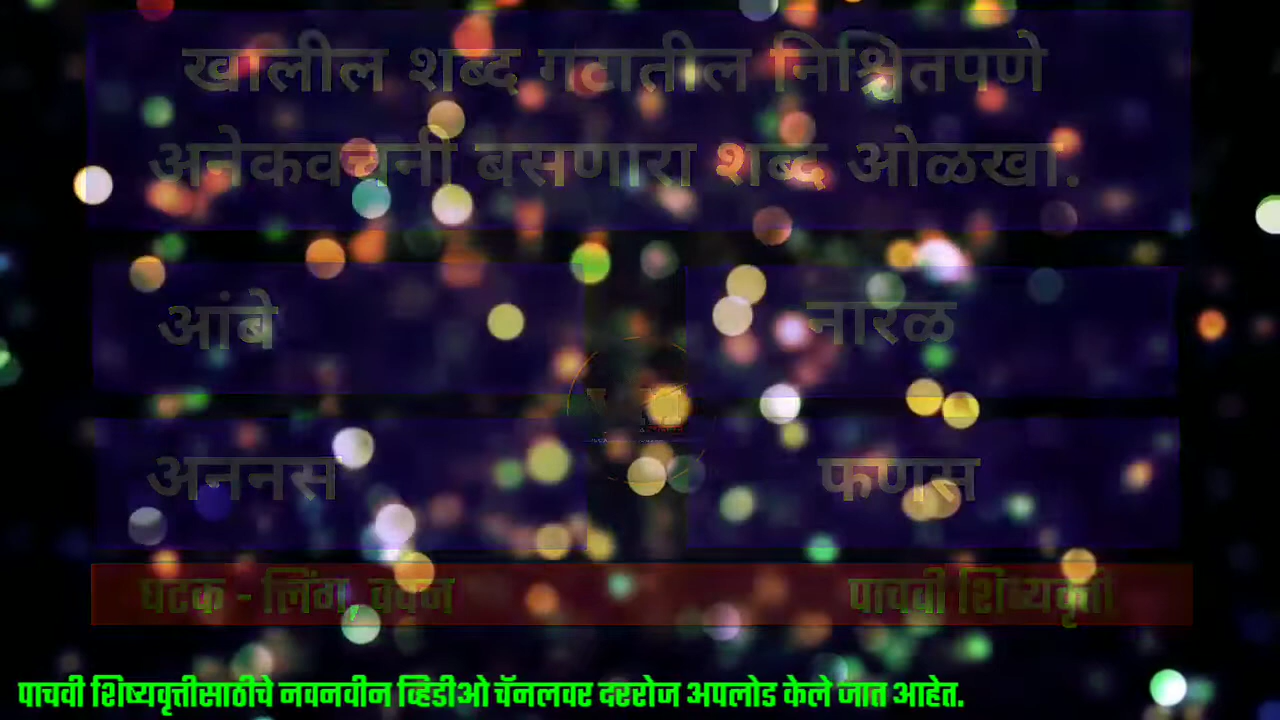 खालील शब्द गटातील निश्चितपणे
अनेकवचनी बसणारा शब्द ओळखा.
आंबे
नारळ
अननस
फणस
घटक - लिंग, वचन
पाचवी शिष्यवृत्ती
पाचवी शिष्यवृत्तीसाठीचे नवनवीन व्हिडीओ चॅनलवर दररोज अपलोड केले जात आहेत.